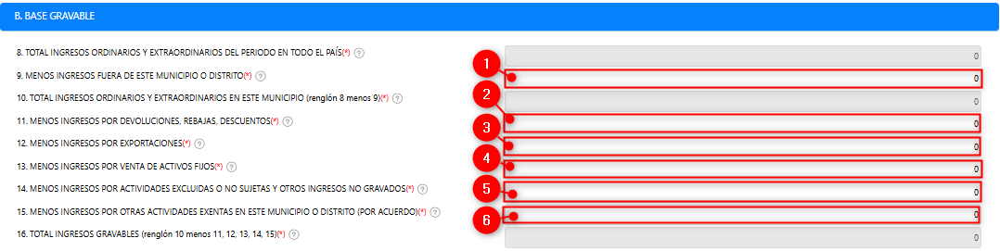 B. BASE GRAVABLE
8. TOTAL INGRESOS ORDINARIOS Y EXTRAORDINARIOS DEL PERIODO EN TODO EL PAÍS(*) ? 0
1
9. MENOS INGRESOS FUERA DE ESTE MUNICIPIO O DISTRITO(*) ? 0
2
10. TOTAL INGRESOS ORDINARIOS Y EXTRAORDINARIOS EN ESTE MUNICIPIO (renglón 8 menos 9)(*) ? 0
11. MENOS INGRESOS POR DEVOLUCIONES, REBAJAS, DESCUENTOS(*) ? 0
3
12. MENOS INGRESOS POR EXPORTACIONES(*) ? 0
4
13. MENOS INGRESOS POR VENTA DE ACTIVOS FIJOS(*) ? 0
5
14. MENOS INGRESOS POR ACTIVIDADES EXCLUIDAS O NO SUJETAS Y OTROS INGRESOS NO GRAVADOS(*) ? 0
15. MENOS INGRESOS POR OTRAS ACTIVIDADES EXENTAS EN ESTE MUNICIPIO O DISTRITO (POR ACUERDO)(*) ? 0
6
16. TOTAL INGRESOS GRAVABLES (renglón 10 menos 11, 12, 13, 14, 15)(*) ? 0